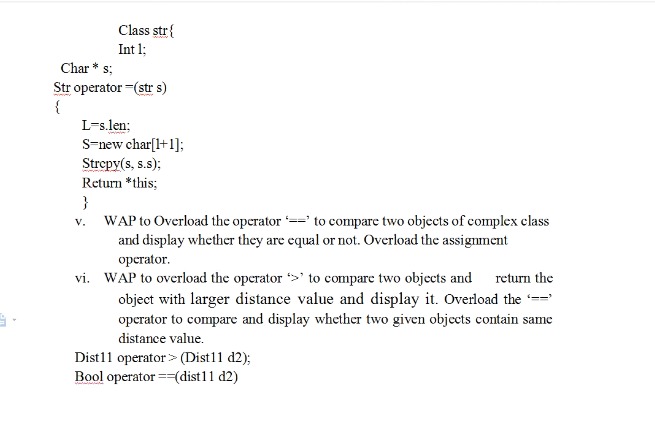 Class str{
Int l;
Char * s;
Str operator =(str s)
{
L=s.len;
S=new char[l+1];
Strcpy(s, s.s);
Return *this;
}
v. WAP to Overload the operator ‘==’ to compare two objects of complex class
and display whether they are equal or not. Overload the assignment
operator.
vi. WAP to overload the operator ‘>’ to compare two objects and return the
object with larger distance value and display it. Overload the ‘==’
operator to compare and display whether two given objects contain same
distance value.
Dist11 operator > (Dist11 d2);
Bool operator ==(dist11 d2)